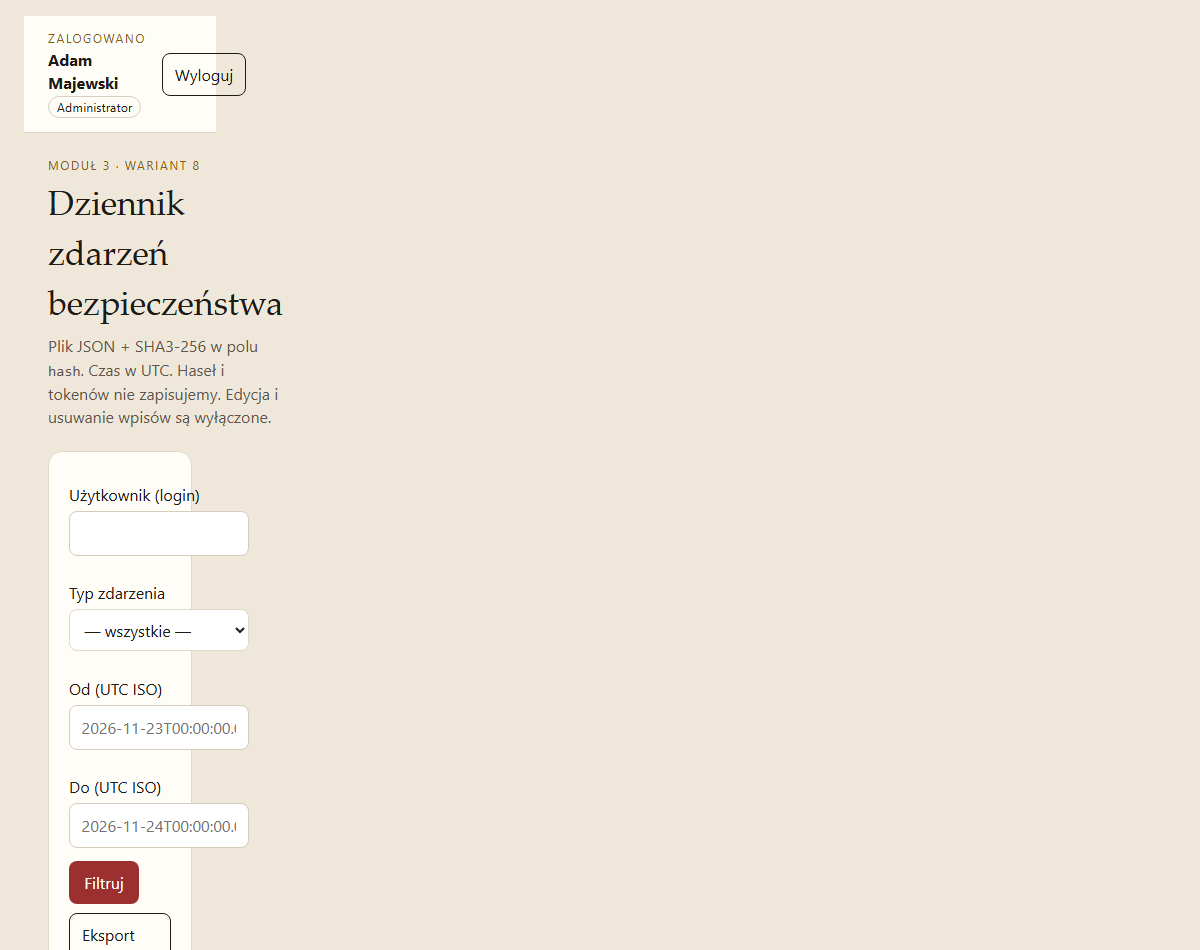 ZALOGOWANO
Adam
Majewski
Administrator
Wyloguj
MODUŁ 3 · WARIANT 8
Dziennik
zdarzeń
bezpieczeństwa
Plik JSON + SHA3-256 w polu
hash. Czas w UTC. Haseł i
tokenów nie zapisujemy. Edycja i
usuwanie wpisów są wyłączone.
Użytkownik (login)
Typ zdarzenia
— wszystkie —
Od (UTC ISO)
2026-11-23T00:00:00.
Do (UTC ISO)
2026-11-24T00:00:00.
Filtruj
Eksport